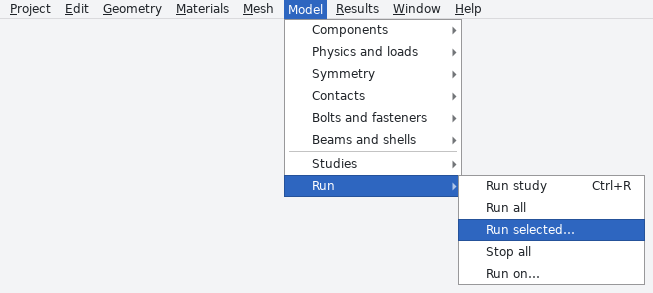 Project Edit Geometry Materials Mesh Model Results Window Help
Components
Physics and loads
Symmetry
Contacts
Bolts and fasteners
Beams and shells
Studies
Run
Run study Ctrl+R
Run all
Run selected...
Stop all
Run on...